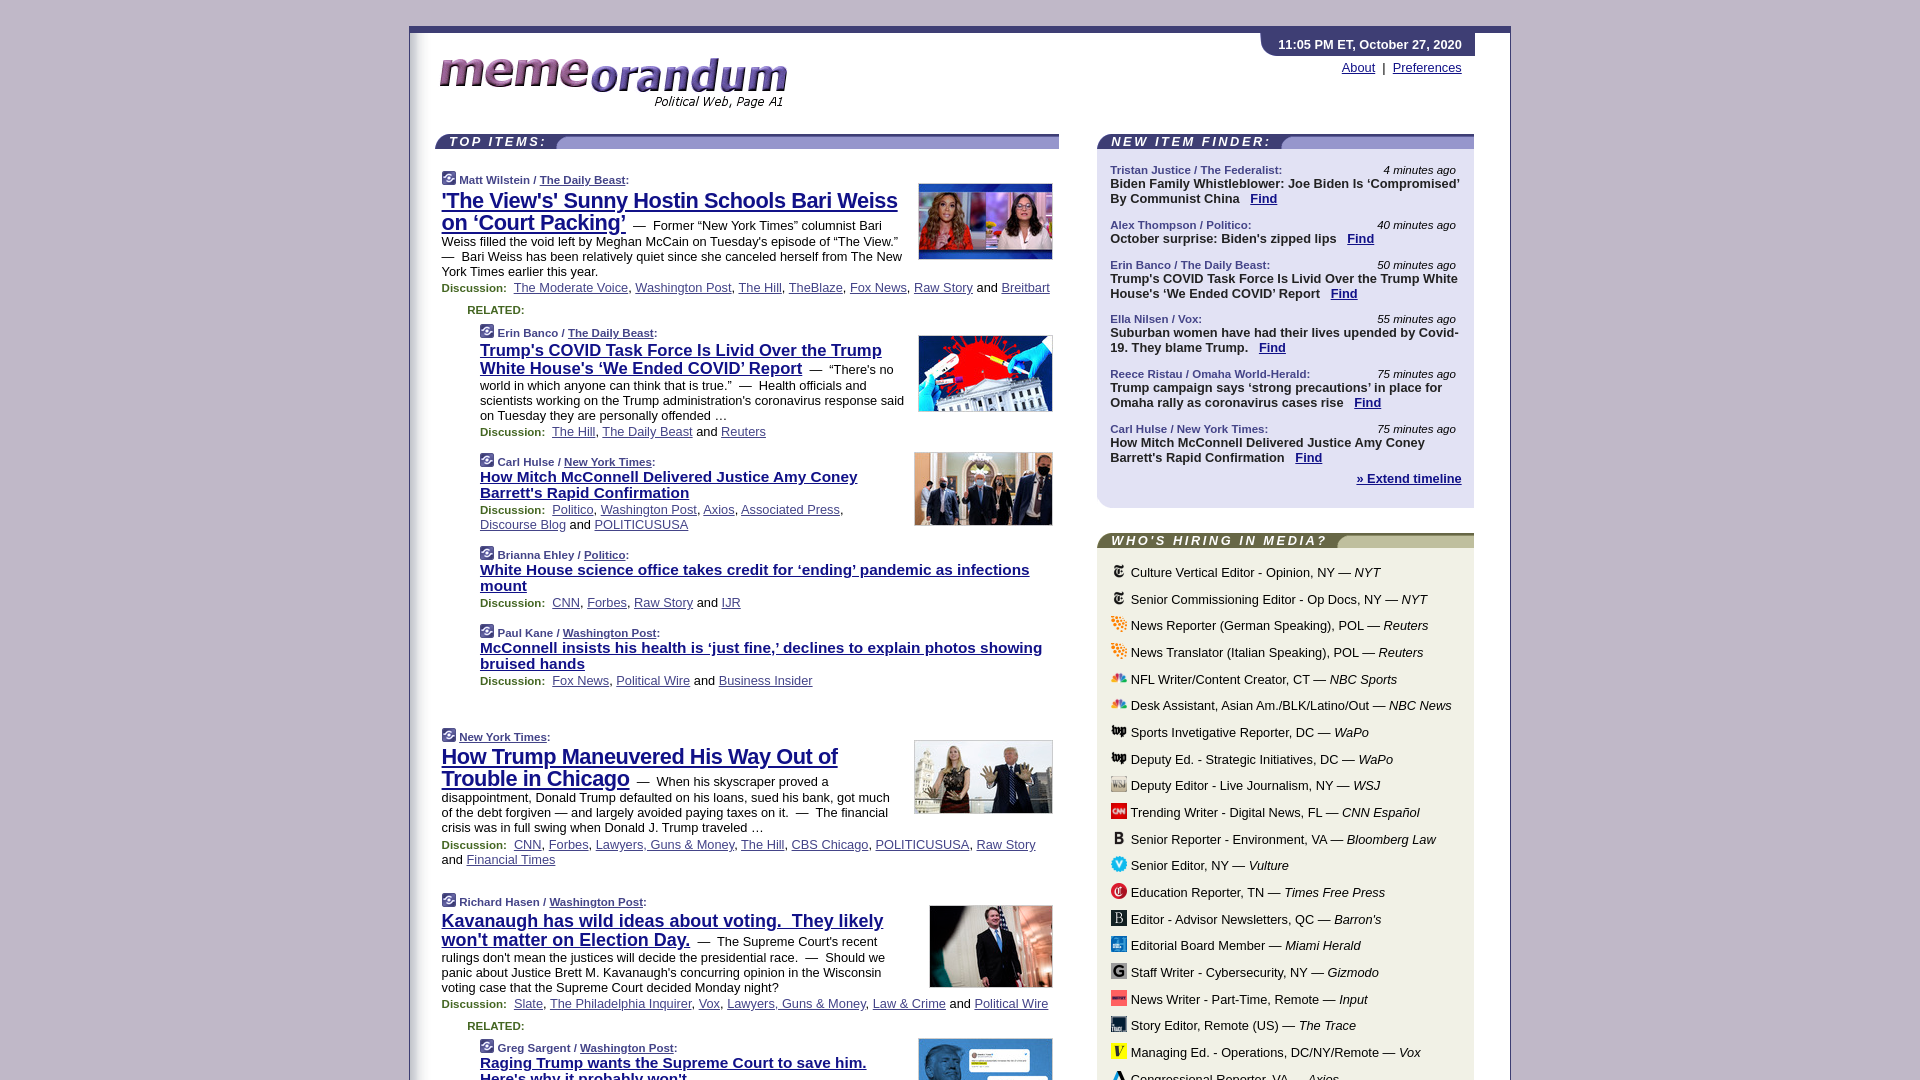 11:05 PM ET, October 27, 2020
About | Preferences
memeorandum
Political Web, Page A1
TOP ITEMS:
Matt Wilstein / The Daily Beast:
'The View's' Sunny Hostin Schools Bari Weiss
on ‘Court Packing’ — Former “New York Times” columnist Bari
Weiss filled the void left by Meghan McCain on Tuesday's episode of “The View.”
— Bari Weiss has been relatively quiet since she canceled herself from The New
York Times earlier this year.
Discussion: The Moderate Voice, Washington Post, The Hill, TheBlaze, Fox News, Raw Story and Breitbart
RELATED:
Erin Banco / The Daily Beast:
Trump's COVID Task Force Is Livid Over the Trump
White House's ‘We Ended COVID’ Report — “There's no
world in which anyone can think that is true.” — Health officials and
scientists working on the Trump administration's coronavirus response said
on Tuesday they are personally offended …
Discussion: The Hill, The Daily Beast and Reuters
Carl Hulse / New York Times:
How Mitch McConnell Delivered Justice Amy Coney
Barrett's Rapid Confirmation
Discussion: Politico, Washington Post, Axios, Associated Press,
Discourse Blog and POLITICUSUSA
Brianna Ehley / Politico:
White House science office takes credit for ‘ending’ pandemic as infections
mount
Discussion: CNN, Forbes, Raw Story and IJR
Paul Kane / Washington Post:
McConnell insists his health is ‘just fine,’ declines to explain photos showing
bruised hands
Discussion: Fox News, Political Wire and Business Insider
New York Times:
How Trump Maneuvered His Way Out of
Trouble in Chicago — When his skyscraper proved a
disappointment, Donald Trump defaulted on his loans, sued his bank, got much
of the debt forgiven — and largely avoided paying taxes on it. — The financial
crisis was in full swing when Donald J. Trump traveled …
Discussion: CNN, Forbes, Lawyers, Guns & Money, The Hill, CBS Chicago, POLITICUSUSA, Raw Story
and Financial Times
Richard Hasen / Washington Post:
Kavanaugh has wild ideas about voting. They likely
won't matter on Election Day. — The Supreme Court's recent
rulings don't mean the justices will decide the presidential race. — Should we
panic about Justice Brett M. Kavanaugh's concurring opinion in the Wisconsin
voting case that the Supreme Court decided Monday night?
Discussion: Slate, The Philadelphia Inquirer, Vox, Lawyers, Guns & Money, Law & Crime and Political Wire
RELATED:
Greg Sargent / Washington Post:
Raging Trump wants the Supreme Court to save him.
Here's why it probably won't.
NEW ITEM FINDER:
Tristan Justice / The Federalist: 4 minutes ago
Biden Family Whistleblower: Joe Biden Is ‘Compromised’
By Communist China Find
Alex Thompson / Politico: 40 minutes ago
October surprise: Biden's zipped lips Find
Erin Banco / The Daily Beast: 50 minutes ago
Trump's COVID Task Force Is Livid Over the Trump White
House's ‘We Ended COVID’ Report Find
Ella Nilsen / Vox: 55 minutes ago
Suburban women have had their lives upended by Covid-
19. They blame Trump. Find
Reece Ristau / Omaha World-Herald: 75 minutes ago
Trump campaign says ‘strong precautions’ in place for
Omaha rally as coronavirus cases rise Find
Carl Hulse / New York Times: 75 minutes ago
How Mitch McConnell Delivered Justice Amy Coney
Barrett's Rapid Confirmation Find
» Extend timeline
WHO'S HIRING IN MEDIA?
Culture Vertical Editor - Opinion, NY — NYT
Senior Commissioning Editor - Op Docs, NY — NYT
News Reporter (German Speaking), POL — Reuters
News Translator (Italian Speaking), POL — Reuters
NFL Writer/Content Creator, CT — NBC Sports
Desk Assistant, Asian Am./BLK/Latino/Out — NBC News
Sports Invetigative Reporter, DC — WaPo
Deputy Ed. - Strategic Initiatives, DC — WaPo
Deputy Editor - Live Journalism, NY — WSJ
Trending Writer - Digital News, FL — CNN Español
Senior Reporter - Environment, VA — Bloomberg Law
Senior Editor, NY — Vulture
Education Reporter, TN — Times Free Press
Editor - Advisor Newsletters, QC — Barron's
Editorial Board Member — Miami Herald
Staff Writer - Cybersecurity, NY — Gizmodo
News Writer - Part-Time, Remote — Input
Story Editor, Remote (US) — The Trace
Managing Ed. - Operations, DC/NY/Remote — Vox
Congressional Reporter, VA — Axios